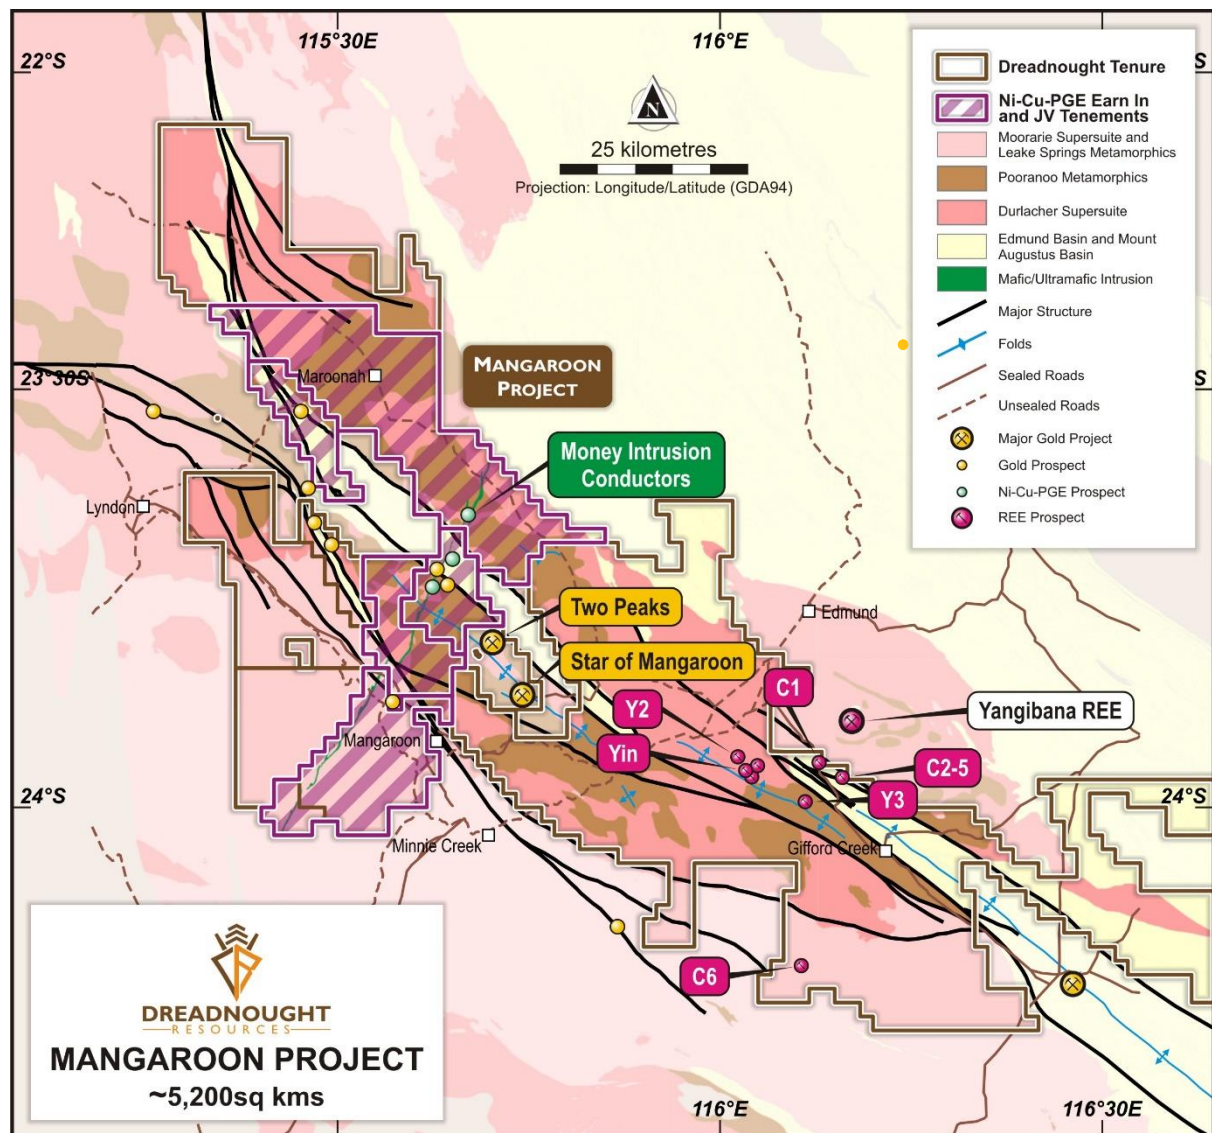 115°30'E
116°E
22°S
S
N
25 kilometres
Projection: Longitude/Latitude (GDA94)
Dreadnought Tenure
Ni-Cu-PGE Earn In
and JV Tenements
Moorarie Supersuite and
Leake Springs Metamorphics
Pooranoo Metamorphics
Durlacher Supersuite
Edmund Basin and Mount
Augustus Basin
Mafic/Ultramafic Intrusion
Major Structure
Folds
Sealed Roads
Unsealed Roads
Major Gold Project
Gold Prospect
Ni-Cu-PGE Prospect
REE Prospect
23°30'S
S
Maroonah
MANGAROON
PROJECT
Money Intrusion
Conductors
Lyndon
Two Peaks
Edmund
Star of Mangaroon
C1
Y2
Yangibana REE
Mangaroon
Yin
C2-5
Y3
24°S
24°S
Minnie Creek
Gifford Creek
C6
DREADNOUGHT
RESOURCES
MANGAROON PROJECT
~5,200sq kms
116°E
116°30'E